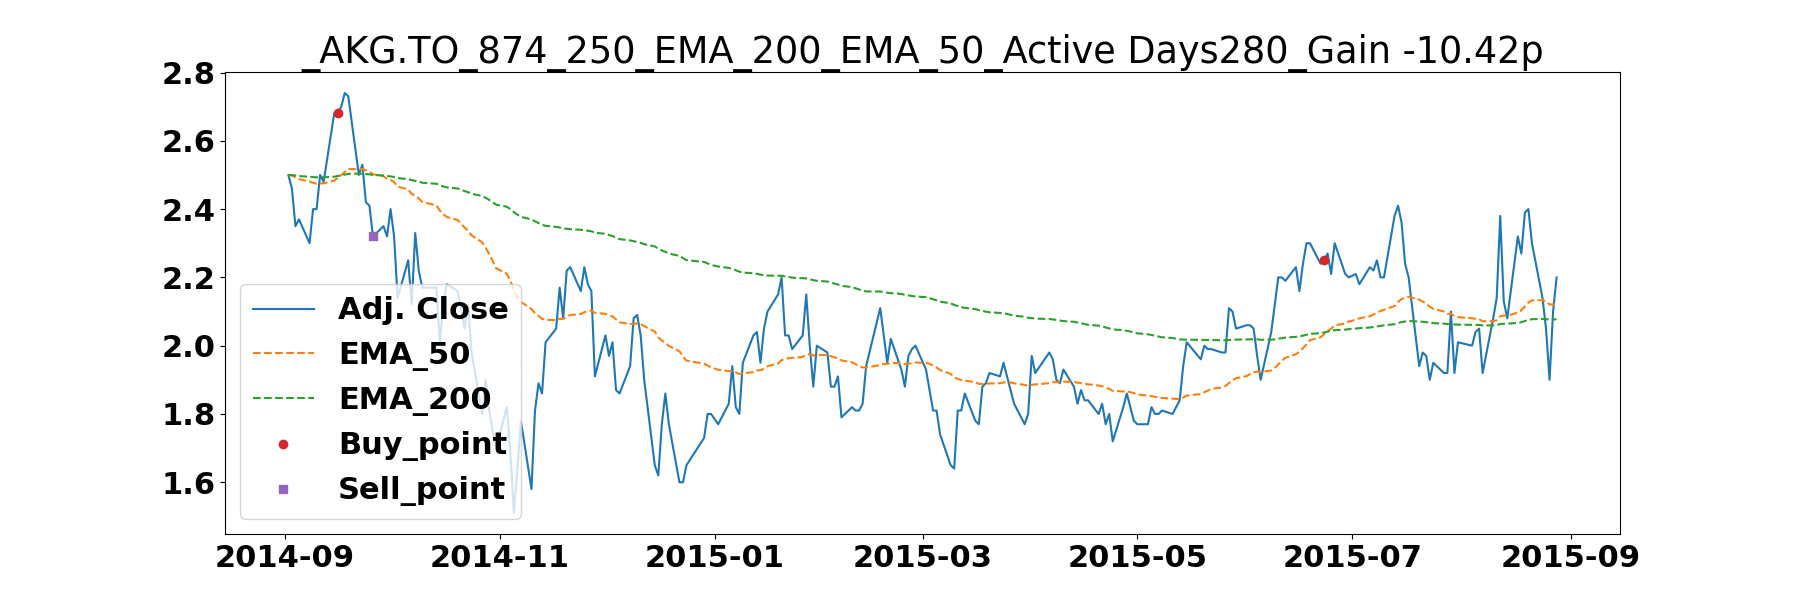 _AKG.TO_874_250_EMA_200_EMA_50_Active Days280_Gain -10.42p
2.8
2.6
2.4
2.2
2.0
1.8
1.6
Adj. Close
EMA_50
EMA_200
Buy_point
Sell_point
2014-09 2014-11 2015-01 2015-03 2015-05 2015-07 2015-09